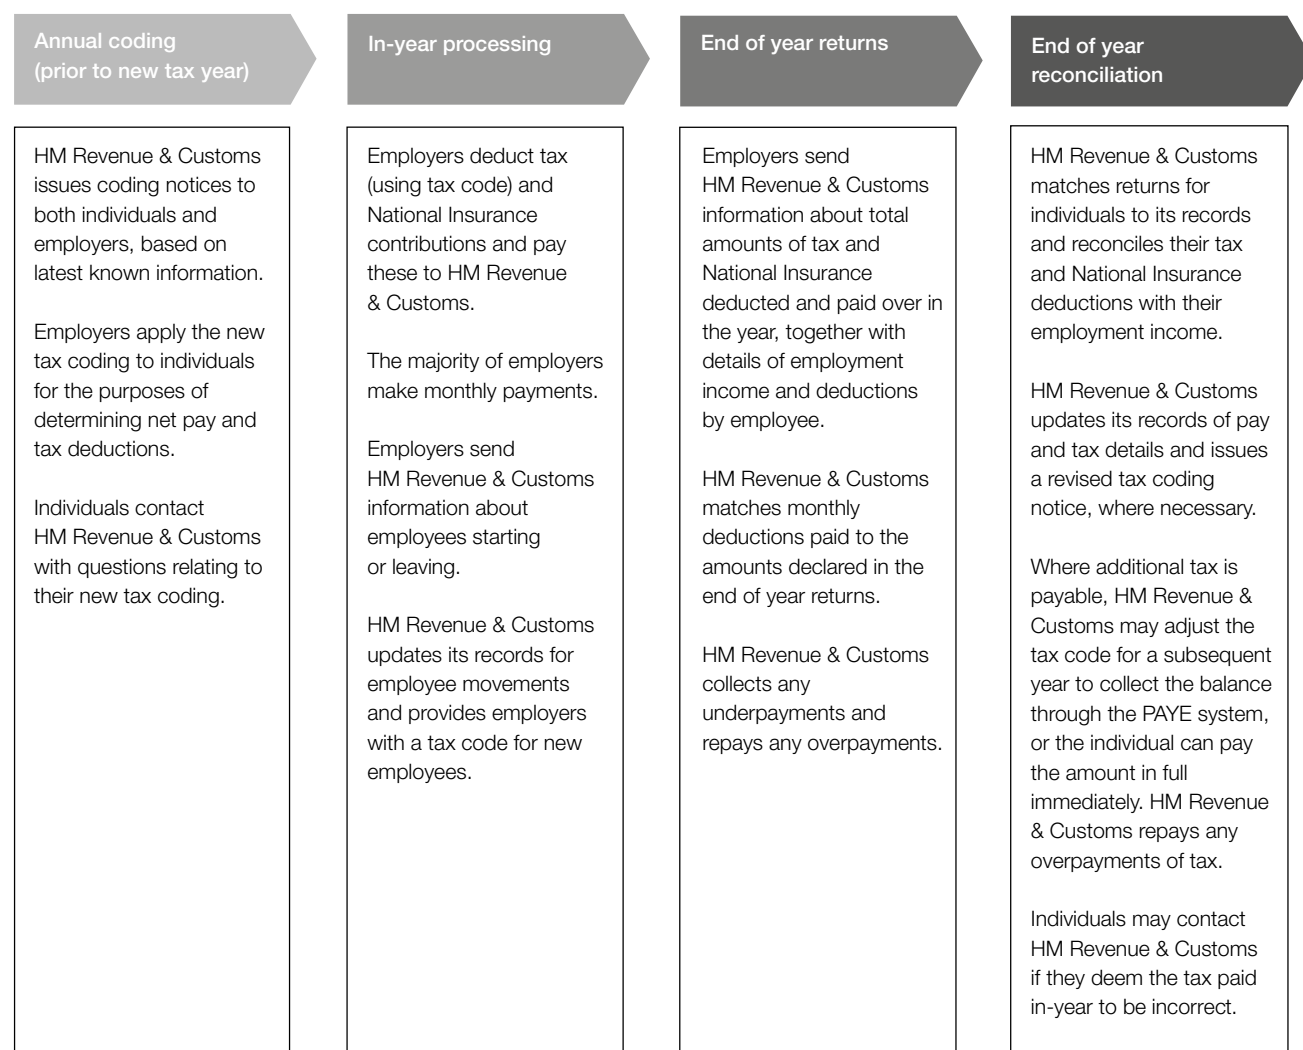 Annual coding
(prior to new tax year)
HM Revenue & Customs
issues coding notices to
both individuals and
employers, based on
latest known information.
Employers apply the new
tax coding to individuals
for the purposes of
determining net pay and
tax deductions.
Individuals contact
HM Revenue & Customs
with questions relating to
their new tax coding.
In-year processing
Employers deduct tax
(using tax code) and
National Insurance
contributions and pay
these to HM Revenue
& Customs.
The majority of employers
make monthly payments.
Employers send
HM Revenue & Customs
information about
employees starting
or leaving.
HM Revenue & Customs
updates its records for
employee movements
and provides employers
with a tax code for new
employees.
End of year returns
Employers send
HM Revenue & Customs
information about total
amounts of tax and
National Insurance
deducted and paid over in
the year, together with
details of employment
income and deductions
by employee.
HM Revenue & Customs
matches monthly
deductions paid to the
amounts declared in the
end of year returns.
HM Revenue & Customs
collects any
underpayments and
repays any overpayments.
End of year
reconciliation
HM Revenue & Customs
matches returns for
individuals to its records
and reconciles their tax
and National Insurance
deductions with their
employment income.
HM Revenue & Customs
updates its records of pay
and tax details and issues
a revised tax coding
notice, where necessary.
Where additional tax is
payable, HM Revenue &
Customs may adjust the
tax code for a subsequent
year to collect the balance
through the PAYE system,
or the individual can pay
the amount in full
immediately. HM Revenue
& Customs repays any
overpayments of tax.
Individuals may contact
HM Revenue & Customs
if they deem the tax paid
in-year to be incorrect.